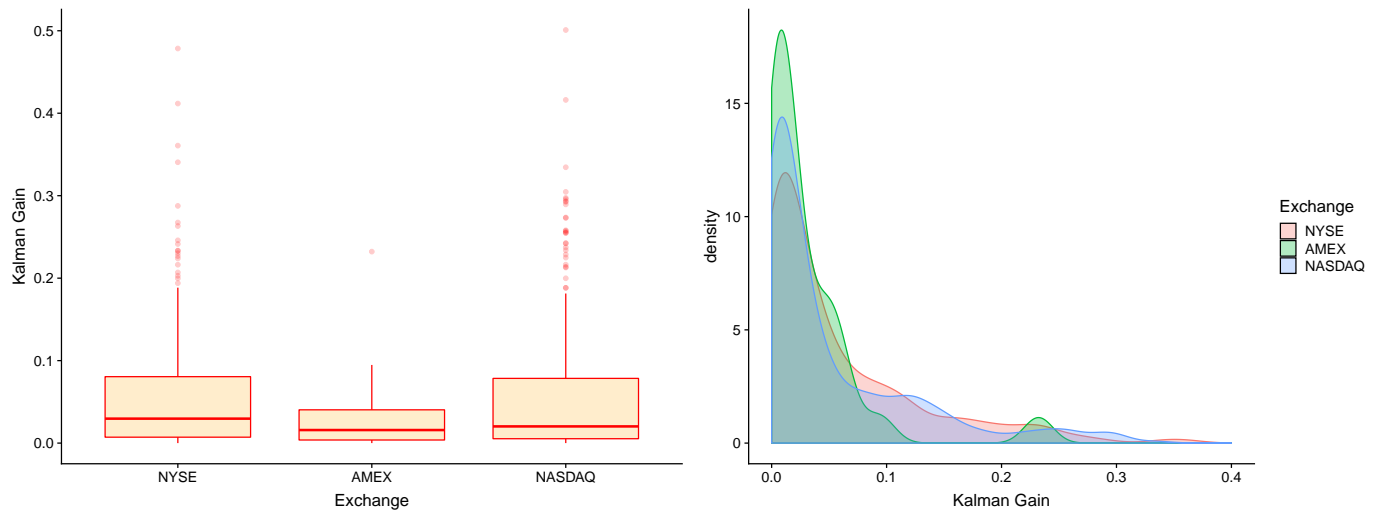 0.5
0.4
0.3
0.2
0.1
0.0
Kalman Gain
NYSE
AMEX
NASDAQ
Exchange
15
10
5
0
density
0.0
0.1
0.2
0.3
0.4
Kalman Gain
Exchange
NYSE
AMEX
NASDAQ